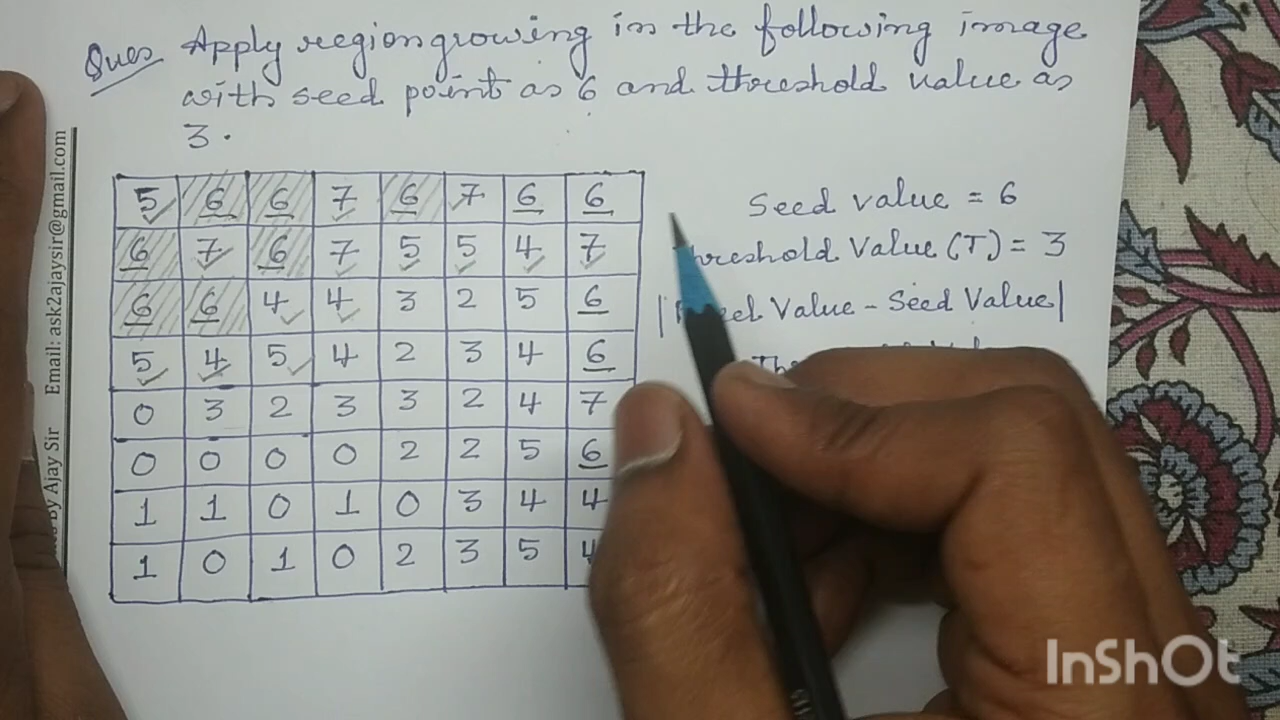 Ques Apply region growing in the following image
with seed point as 6 and threshold value as
3.
5 6 6 7 6 7 6 6
6 7 6 7 5 5 4 7
6 6 4 4 3 2 5 6
5 4 5 4 2 3 4 6
0 3 2 3 3 2 4 7
0 0 0 0 2 2 5 6
1 1 0 1 0 3 4 4
1 0 1 0 2 3 5
Seed value = 6
Value (T) = 3
Value - Seed Value|
by Ajay Sir Email: ask2ajaysir@gmail.com
InShOt